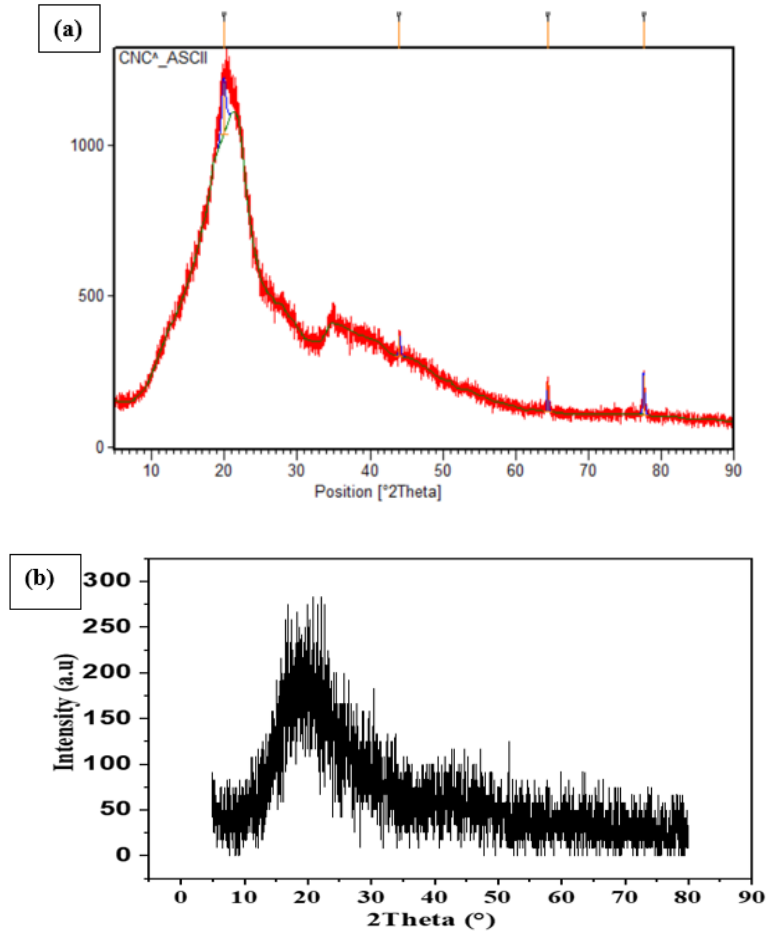 (a)
CNC^_ASCII
1000
500
0
10 20 30 40 50 60 70 80 90
Position [°2Theta]
(b)
300
250
200
150
100
50
0
Intensity (a.u)
0 10 20 30 40 50 60 70 80 90
2Theta (°)